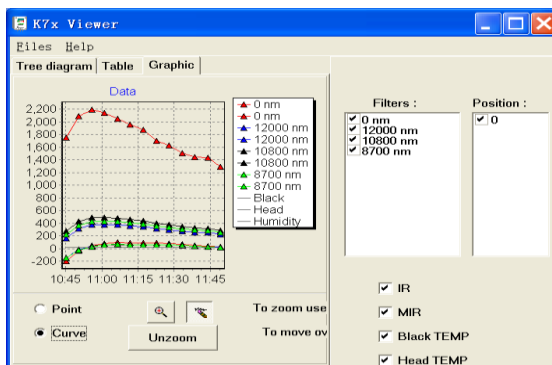 K7x Viewer
Files Help
Tree diagram Table Graphic
Data
2,200
2,000
1,800
1,600
1,400
1,200
1,000
800
600
400
200
0
-200
10:45 11:00 11:15 11:30 11:45
0 nm
0 nm
12000 nm
12000 nm
10800 nm
10800 nm
8700 nm
8700 nm
Black
Head
Humidity
Point
Curve
Unzoom
To zoom use
To move ov
Filters :
0 nm
12000 nm
10800 nm
8700 nm
Position :
0
IR
MIR
Black TEMP
Head TEMP